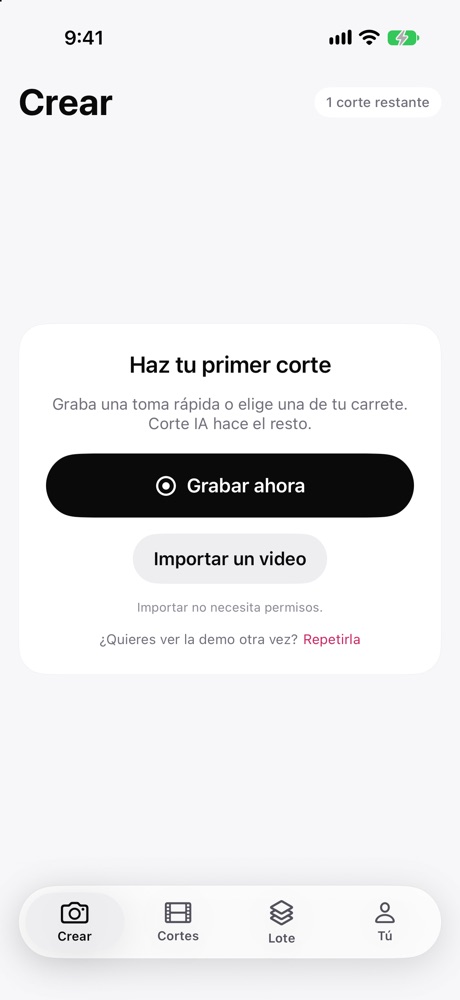 9:41
Crear
1 corte restante
Haz tu primer corte
Graba una toma rápida o elige una de tu carrete.
Corte IA hace el resto.
Grabar ahora
Importar un video
Importar no necesita permisos.
¿Quieres ver la demo otra vez? Repetirla
Crear
Cortes
Lote
Tú